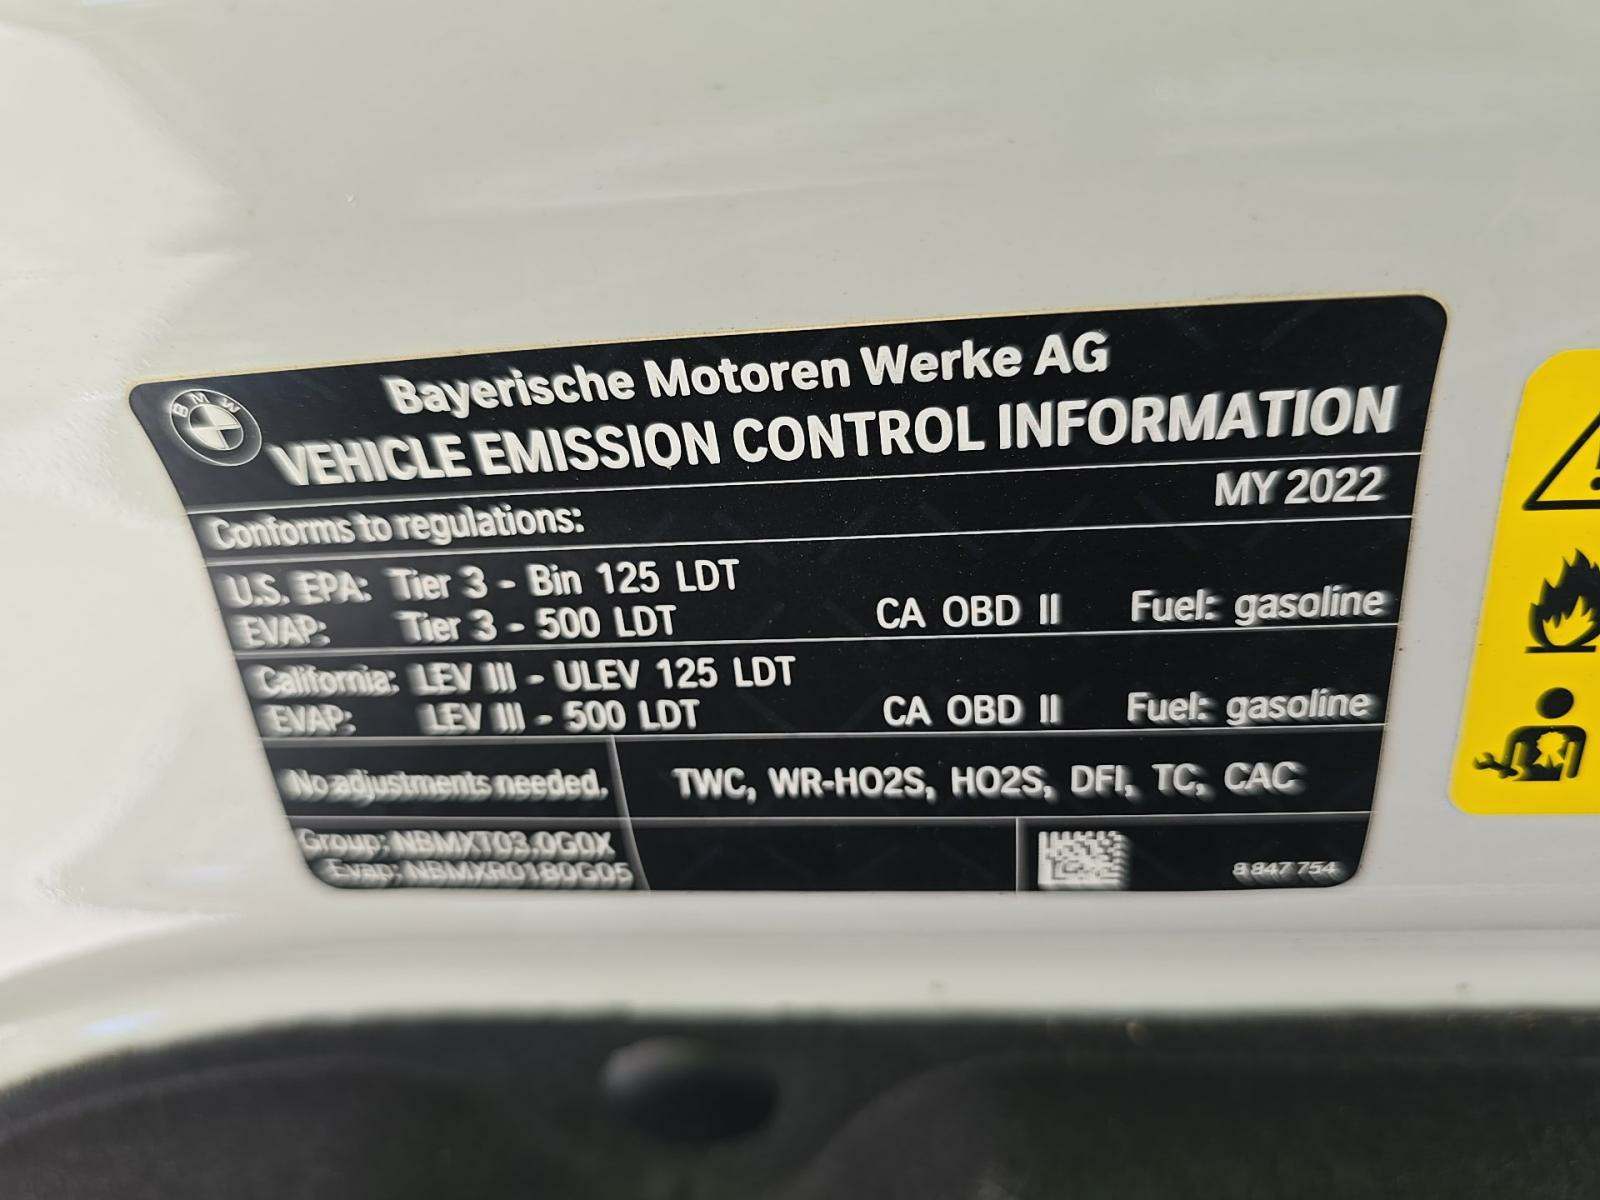 BMW
Bayerische Motoren Werke AG
VEHICLE EMISSION CONTROL INFORMATION
MY 2022
Conforms to regulations:
U.S. EPA: Tier 3 - Bin 125 LDT
EVAP: Tier 3 - 500 LDT CA OBD II Fuel: gasoline
California: LEV III - ULEV 125 LDT
EVAP: LEV III - 500 LDT CA OBD II Fuel: gasoline
No adjustments needed. TWC, WR-HO2S, HO2S, DFI, TC, CAC
Group: NBMXT03.0G0X
Evap: NBMXR0180G05
8 847 754